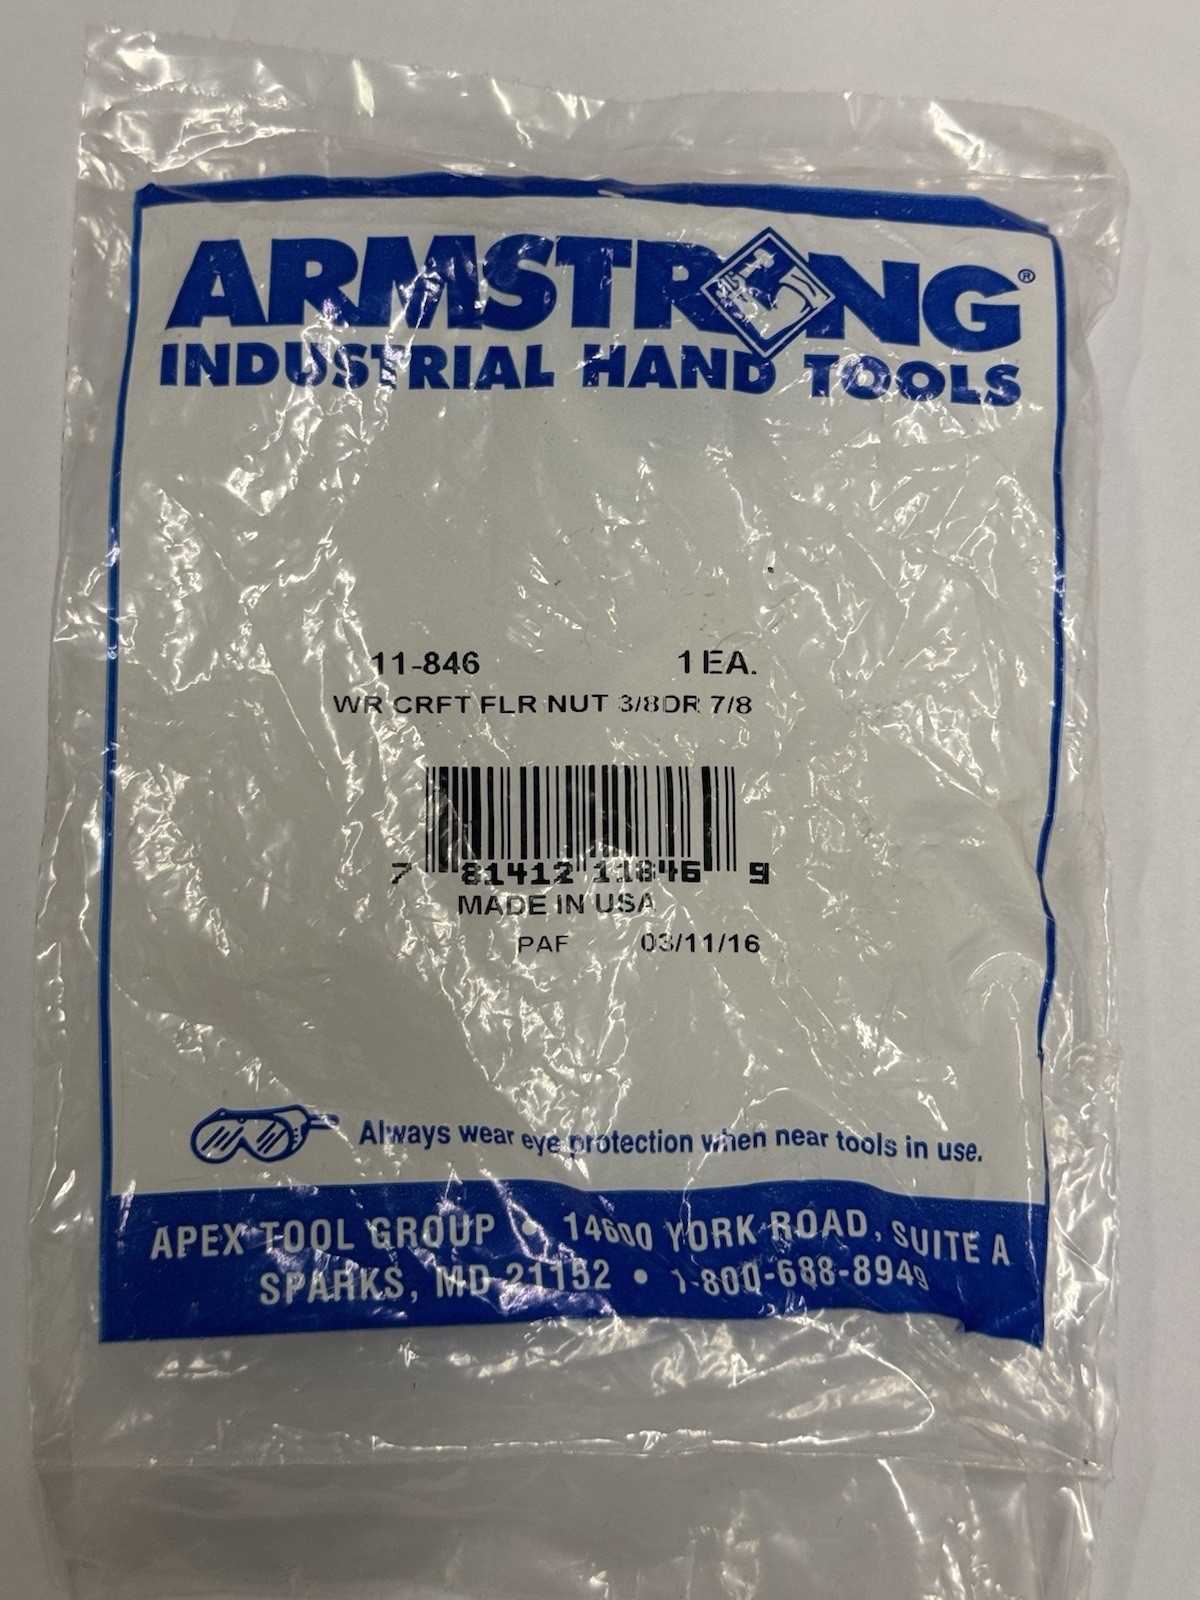 ARMSTRONG®
INDUSTRIAL HAND TOOLS
11-846 1 EA.
WR CRFT FLR NUT 3/8DR 7/8
7 81412 11846 9
MADE IN USA
PAF 03/11/16
Always wear eye protection when near tools in use.
APEX TOOL GROUP • 14600 YORK ROAD, SUITE A
SPARKS, MD 21152 • 1-800-688-8949